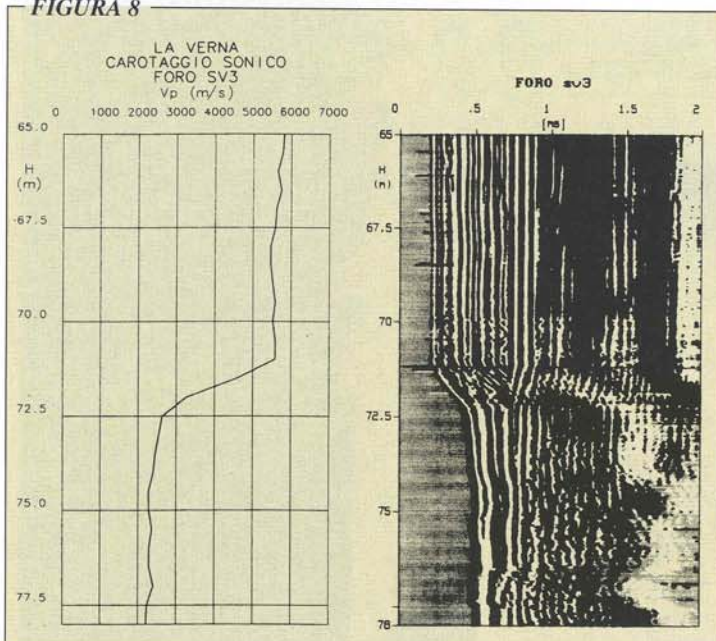 FIGURA 8
LA VERNA
CAROTAGGIO SONICO
FORO SV3
Vp (m/s)
0 1000 2000 3000 4000 5000 6000 7000
65.0
H
(m)
67.5
70.0
72.5
75.0
77.5
FORO sv3
0 .5 1 1.5 2
[ms]
65
H
(m)
67.5
70
72.5
75
78